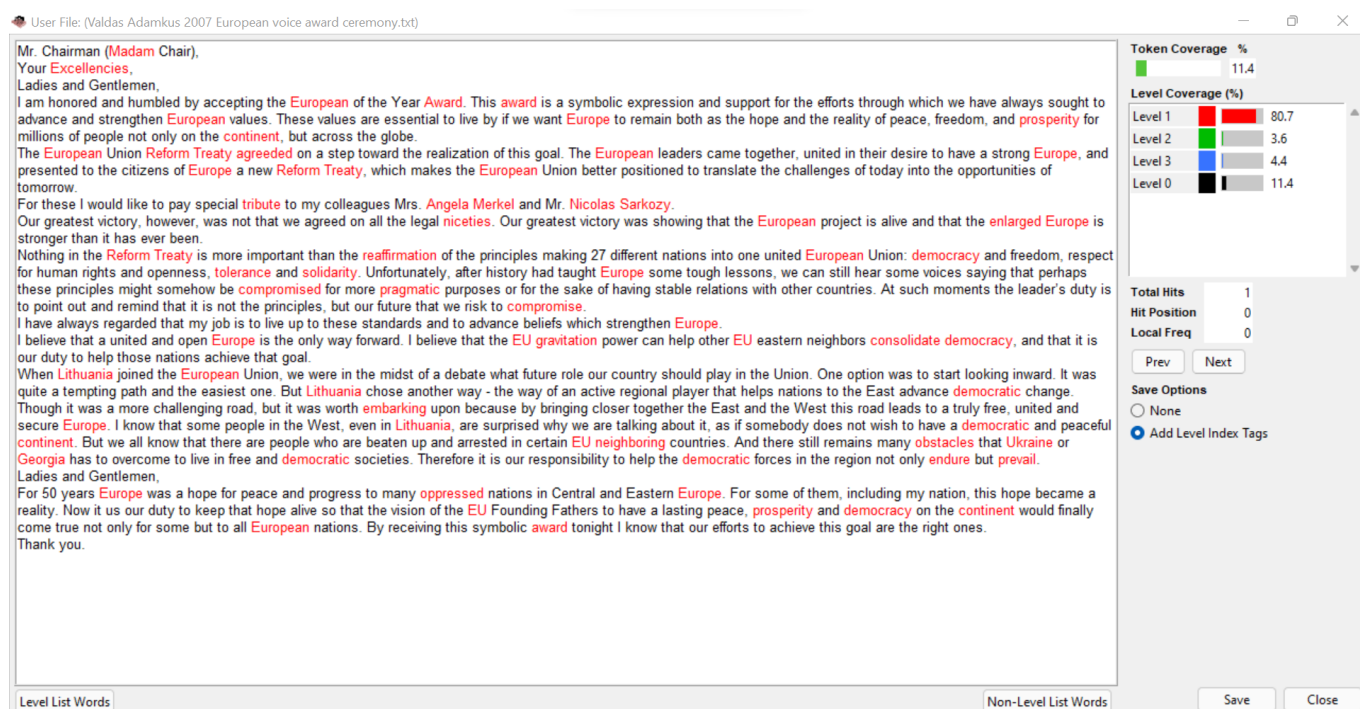 User File: (Valdas Adamkus 2007 European voice award ceremony.txt)
Mr. Chairman (Madam Chair),
Your Excellencies,
Ladies and Gentlemen,
I am honored and humbled by accepting the European of the Year Award. This award is a symbolic expression and support for the efforts through which we have always sought to
advance and strengthen European values. These values are essential to live by if we want Europe to remain both as the hope and the reality of peace, freedom, and prosperity for
millions of people not only on the continent, but across the globe.
The European Union Reform Treaty agreeded on a step toward the realization of this goal. The European leaders came together, united in their desire to have a strong Europe, and
presented to the citizens of Europe a new Reform Treaty, which makes the European Union better positioned to translate the challenges of today into the opportunities of
tomorrow.
For these I would like to pay special tribute to my colleagues Mrs. Angela Merkel and Mr. Nicolas Sarkozy.
Our greatest victory, however, was not that we agreed on all the legal niceties. Our greatest victory was showing that the European project is alive and that the enlarged Europe is
stronger than it has ever been.
Nothing in the Reform Treaty is more important than the reaffirmation of the principles making 27 different nations into one united European Union: democracy and freedom, respect
for human rights and openness, tolerance and solidarity. Unfortunately, after history had taught Europe some tough lessons, we can still hear some voices saying that perhaps
these principles might somehow be compromised for more pragmatic purposes or for the sake of having stable relations with other countries. At such moments the leader's duty is
to point out and remind that it is not the principles, but our future that we risk to compromise.
I have always regarded that my job is to live up to these standards and to advance beliefs which strengthen Europe.
I believe that a united and open Europe is the only way forward. I believe that the EU gravitation power can help other EU eastern neighbors consolidate democracy, and that it is
our duty to help those nations achieve that goal.
When Lithuania joined the European Union, we were in the midst of a debate what future role our country should play in the Union. One option was to start looking inward. It was
quite a tempting path and the easiest one. But Lithuania chose another way - the way of an active regional player that helps nations to the East advance democratic change.
Though it was a more challenging road, but it was worth embarking upon because by bringing closer together the East and the West this road leads to a truly free, united and
secure Europe. I know that some people in the West, even in Lithuania, are surprised why we are talking about it, as if somebody does not wish to have a democratic and peaceful
continent. But we all know that there are people who are beaten up and arrested in certain EU neighboring countries. And there still remains many obstacles that Ukraine or
Georgia has to overcome to live in free and democratic societies. Therefore it is our responsibility to help the democratic forces in the region not only endure but prevail.
Ladies and Gentlemen,
For 50 years Europe was a hope for peace and progress to many oppressed nations in Central and Eastern Europe. For some of them, including my nation, this hope became a
reality. Now it us our duty to keep that hope alive so that the vision of the EU Founding Fathers to have a lasting peace, prosperity and democracy on the continent would finally
come true not only for some but to all European nations. By receiving this symbolic award tonight I know that our efforts to achieve this goal are the right ones.
Thank you.
Level List Words
Non-Level List Words
Token Coverage %
11.4
Level Coverage (%)
Level 1 80.7
Level 2 3.6
Level 3 4.4
Level 0 11.4
Total Hits 1
Hit Position 0
Local Freq 0
Prev Next
Save Options
None
Add Level Index Tags
Save Close